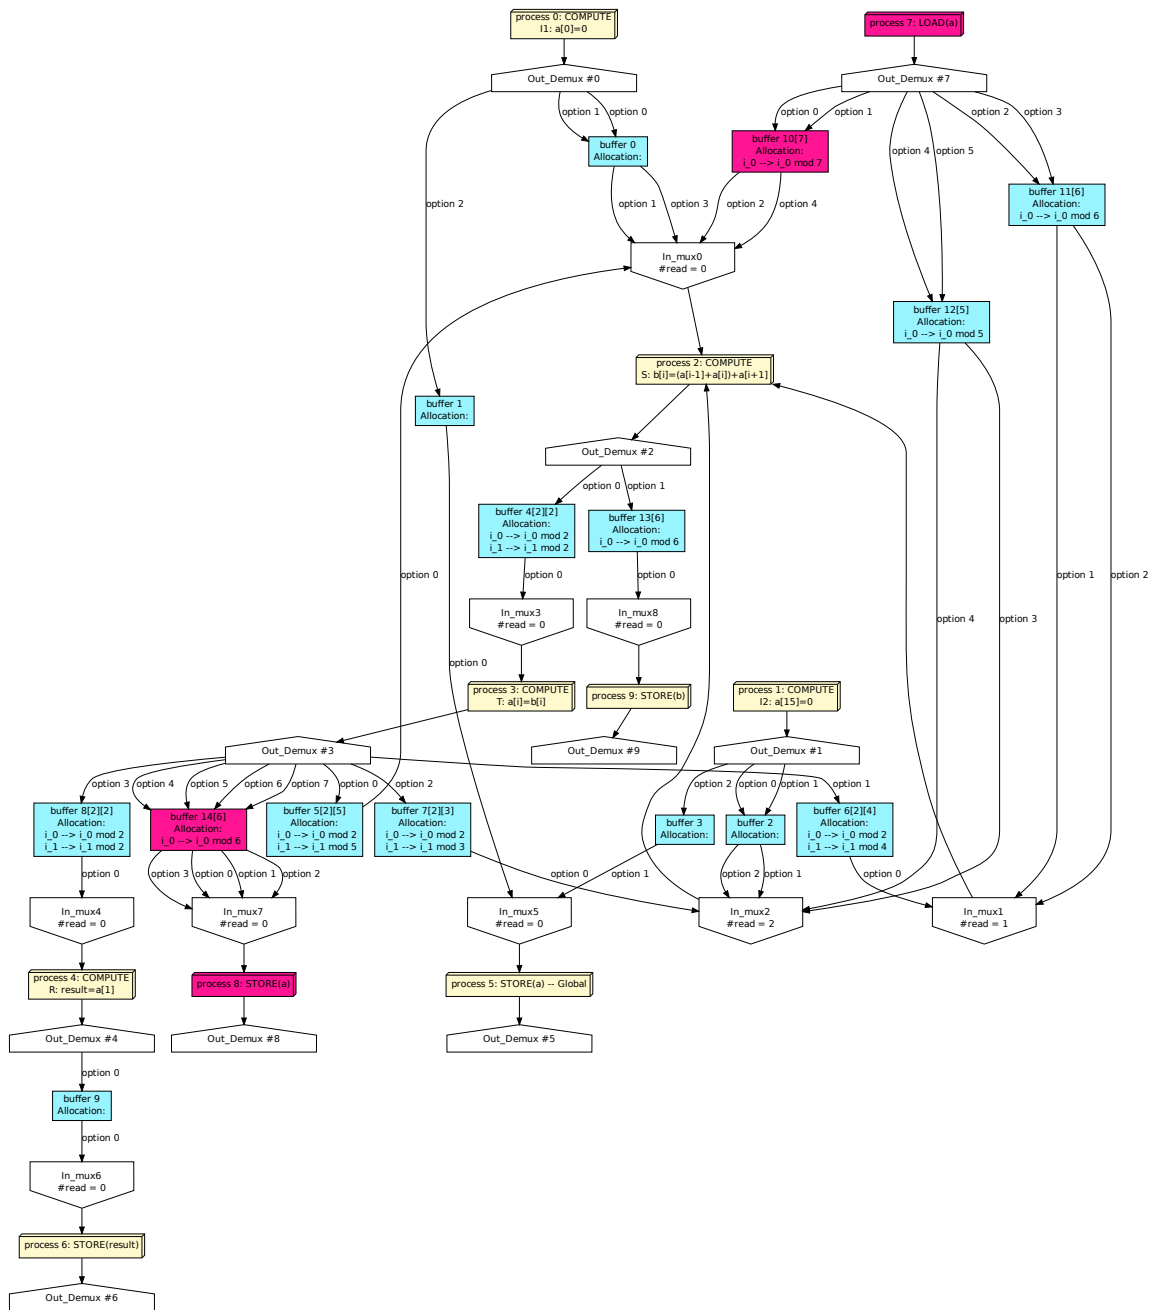 process 0: COMPUTE
I1: a[0]=0
process 7: LOAD(a)
Out_Demux #0
Out_Demux #7
option 1
option 0
option 0
option 1
option 2
option 3
buffer 0
Allocation:
buffer 10[7]
Allocation:
i_0 --> i_0 mod 7
option 4
option 5
buffer 11[6]
Allocation:
i_0 --> i_0 mod 6
option 2
option 1
option 3
option 2
option 4
In_mux0
#read = 0
buffer 12[5]
Allocation:
i_0 --> i_0 mod 5
process 2: COMPUTE
S: b[i]=(a[i-1]+a[i])+a[i+1]
buffer 1
Allocation:
Out_Demux #2
option 0
option 1
buffer 4[2][2]
Allocation:
i_0 --> i_0 mod 2
i_1 --> i_1 mod 2
buffer 13[6]
Allocation:
i_0 --> i_0 mod 6
option 0
option 0
option 0
option 1
option 2
In_mux3
#read = 0
In_mux8
#read = 0
option 4
option 3
option 0
process 3: COMPUTE
T: a[i]=b[i]
process 9: STORE(b)
process 1: COMPUTE
I2: a[15]=0
Out_Demux #3
Out_Demux #9
Out_Demux #1
option 3
option 4
option 5
option 6
option 7
option 0
option 2
option 2
option 0
option 1
option 1
buffer 8[2][2]
Allocation:
i_0 --> i_0 mod 2
i_1 --> i_1 mod 2
buffer 14[6]
Allocation:
i_0 --> i_0 mod 6
buffer 5[2][5]
Allocation:
i_0 --> i_0 mod 2
i_1 --> i_1 mod 5
buffer 7[2][3]
Allocation:
i_0 --> i_0 mod 2
i_1 --> i_1 mod 3
buffer 3
Allocation:
buffer 2
Allocation:
buffer 6[2][4]
Allocation:
i_0 --> i_0 mod 2
i_1 --> i_1 mod 4
option 0
option 3
option 0
option 1
option 2
option 0
option 1
option 2
option 1
option 0
In_mux4
#read = 0
In_mux7
#read = 0
In_mux5
#read = 0
In_mux2
#read = 2
In_mux1
#read = 1
process 4: COMPUTE
R: result=a[1]
process 8: STORE(a)
process 5: STORE(a) -- Global
Out_Demux #4
Out_Demux #8
Out_Demux #5
option 0
buffer 9
Allocation:
option 0
In_mux6
#read = 0
process 6: STORE(result)
Out_Demux #6